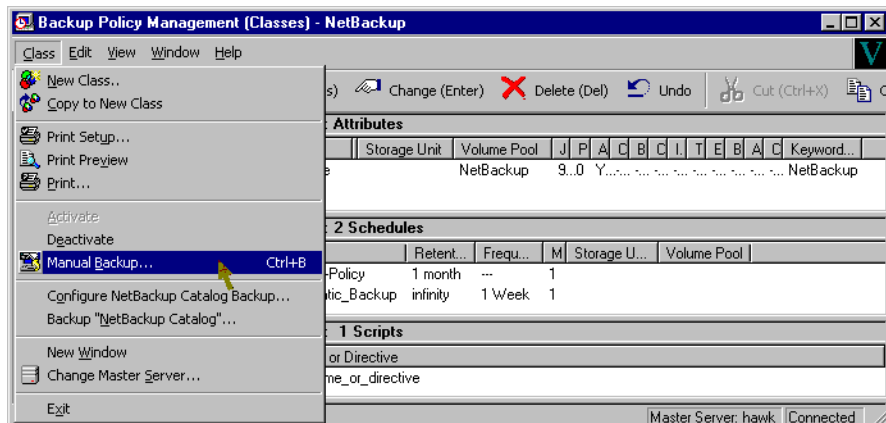 Backup Policy Management (Classes) - NetBackup
Class Edit View Window Help
V
New Class..
Copy to New Class
Print Setup...
Print Preview
Print...
Activate
Deactivate
Manual Backup... Ctrl+B
Configure NetBackup Catalog Backup...
Backup "NetBackup Catalog"...
New Window
Change Master Server...
Exit
s) Change (Enter) Delete (Del) Undo Cut (Ctrl+X) C
: Attributes
Storage Unit Volume Pool J P A C B C I. T E B A C Keyword...
e NetBackup 9...0 Y...-... -... -... -... -... -... -... NetBackup
: 2 Schedules
Retent... Frequ... M Storage U... Volume Pool
-Policy 1 month --- 1
tic_Backup infinity 1 Week 1
: 1 Scripts
or Directive
me_or_directive
Master Server: hawk Connected